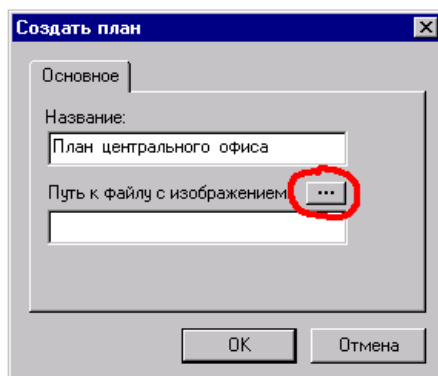 Создать план
Основное
Название:
План центрального офиса
Путь к файлу с изображением
...
OK
Отмена